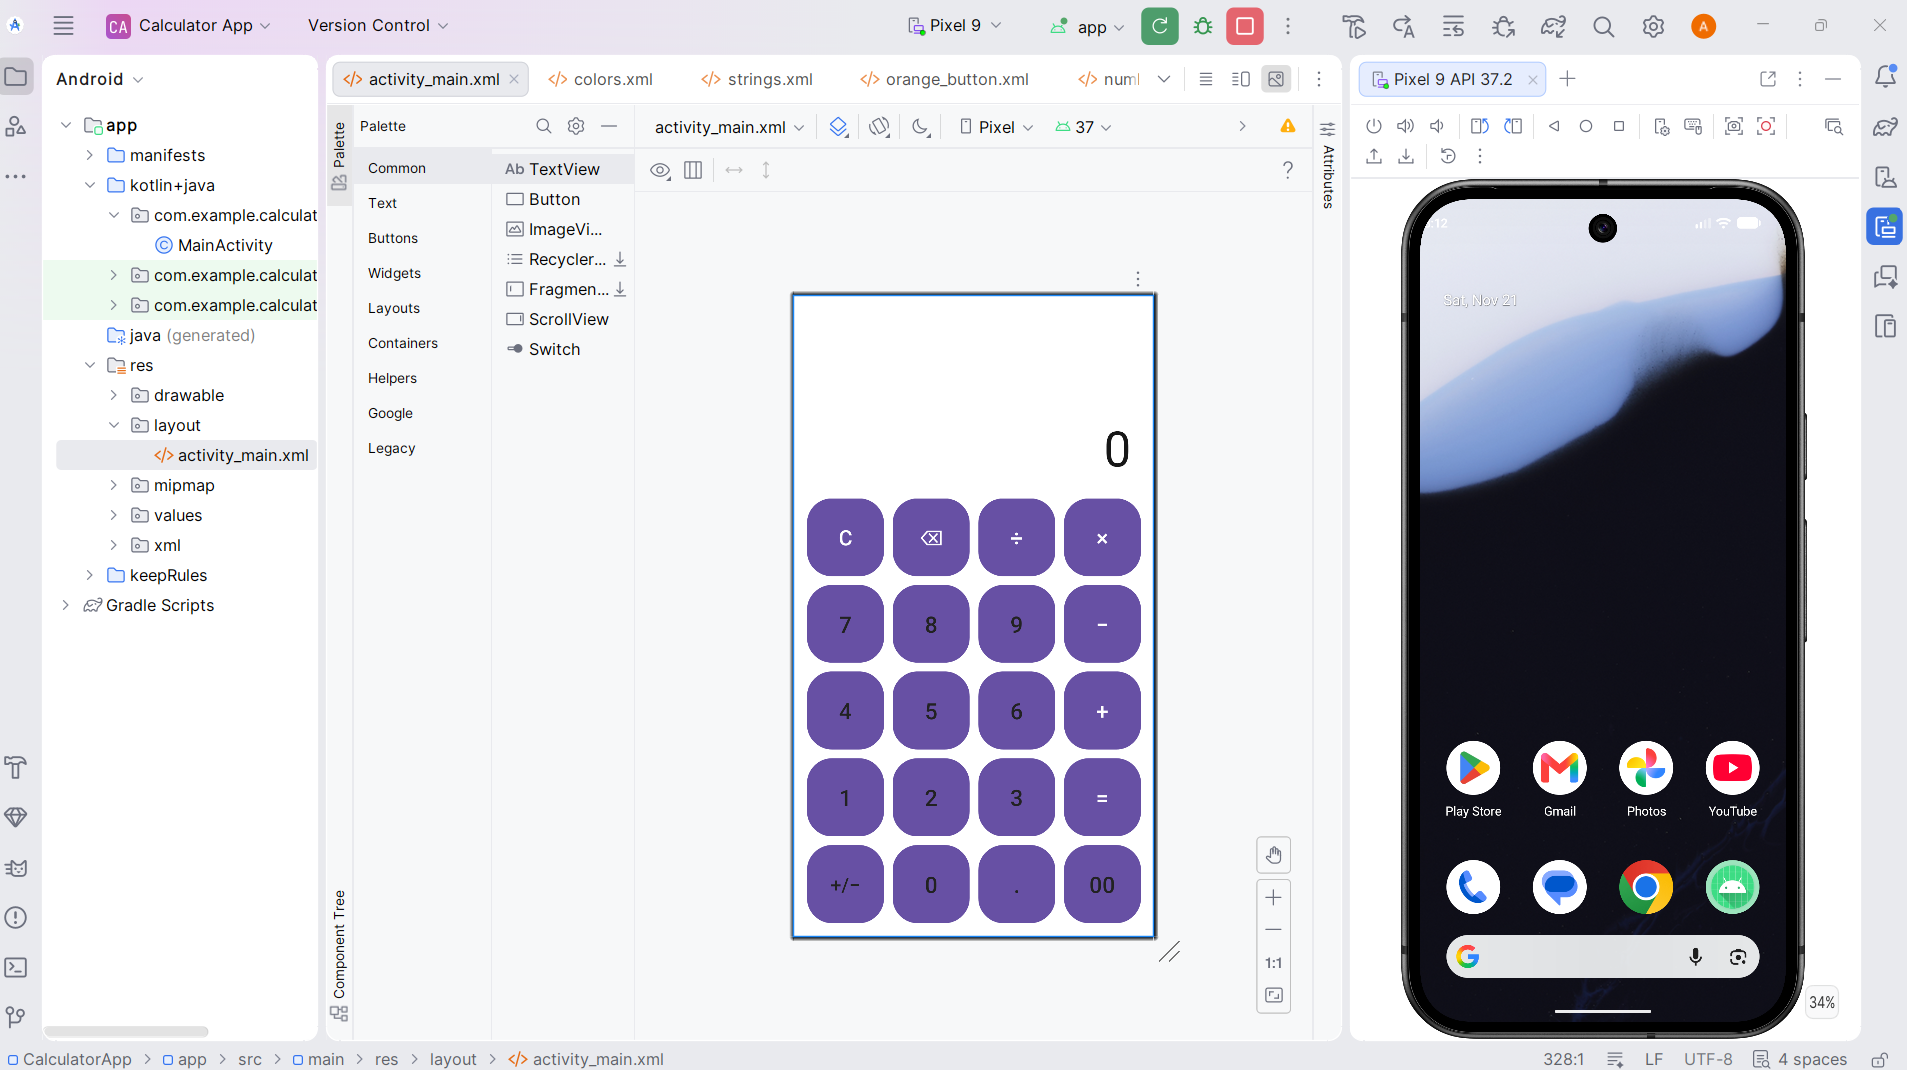 CA Calculator App
Version Control
Pixel 9
app
A
Android
app
manifests
kotlin+java
com.example.calculat
MainActivity
com.example.calculat
com.example.calculat
java (generated)
res
drawable
layout
activity_main.xml
mipmap
values
xml
keepRules
Gradle Scripts
activity_main.xml
colors.xml
strings.xml
orange_button.xml
Palette
Component Tree
Palette
Common
Text
Buttons
Widgets
Layouts
Containers
Helpers
Google
Legacy
Ab TextView
Button
ImageVi...
Recycler...
Fragmen...
ScrollView
Switch
activity_main.xml
Pixel
37
?
0
C ÷ ×
7 8 9 −
4 5 6 +
1 2 3 =
+/− 0 . 00
1:1
Attributes
Pixel 9 API 37.2
:12
Sat, Nov 21
Play Store
Gmail
Photos
YouTube
34%
CalculatorApp > app > src > main > res > layout > activity_main.xml
328:1 LF UTF-8 4 spaces